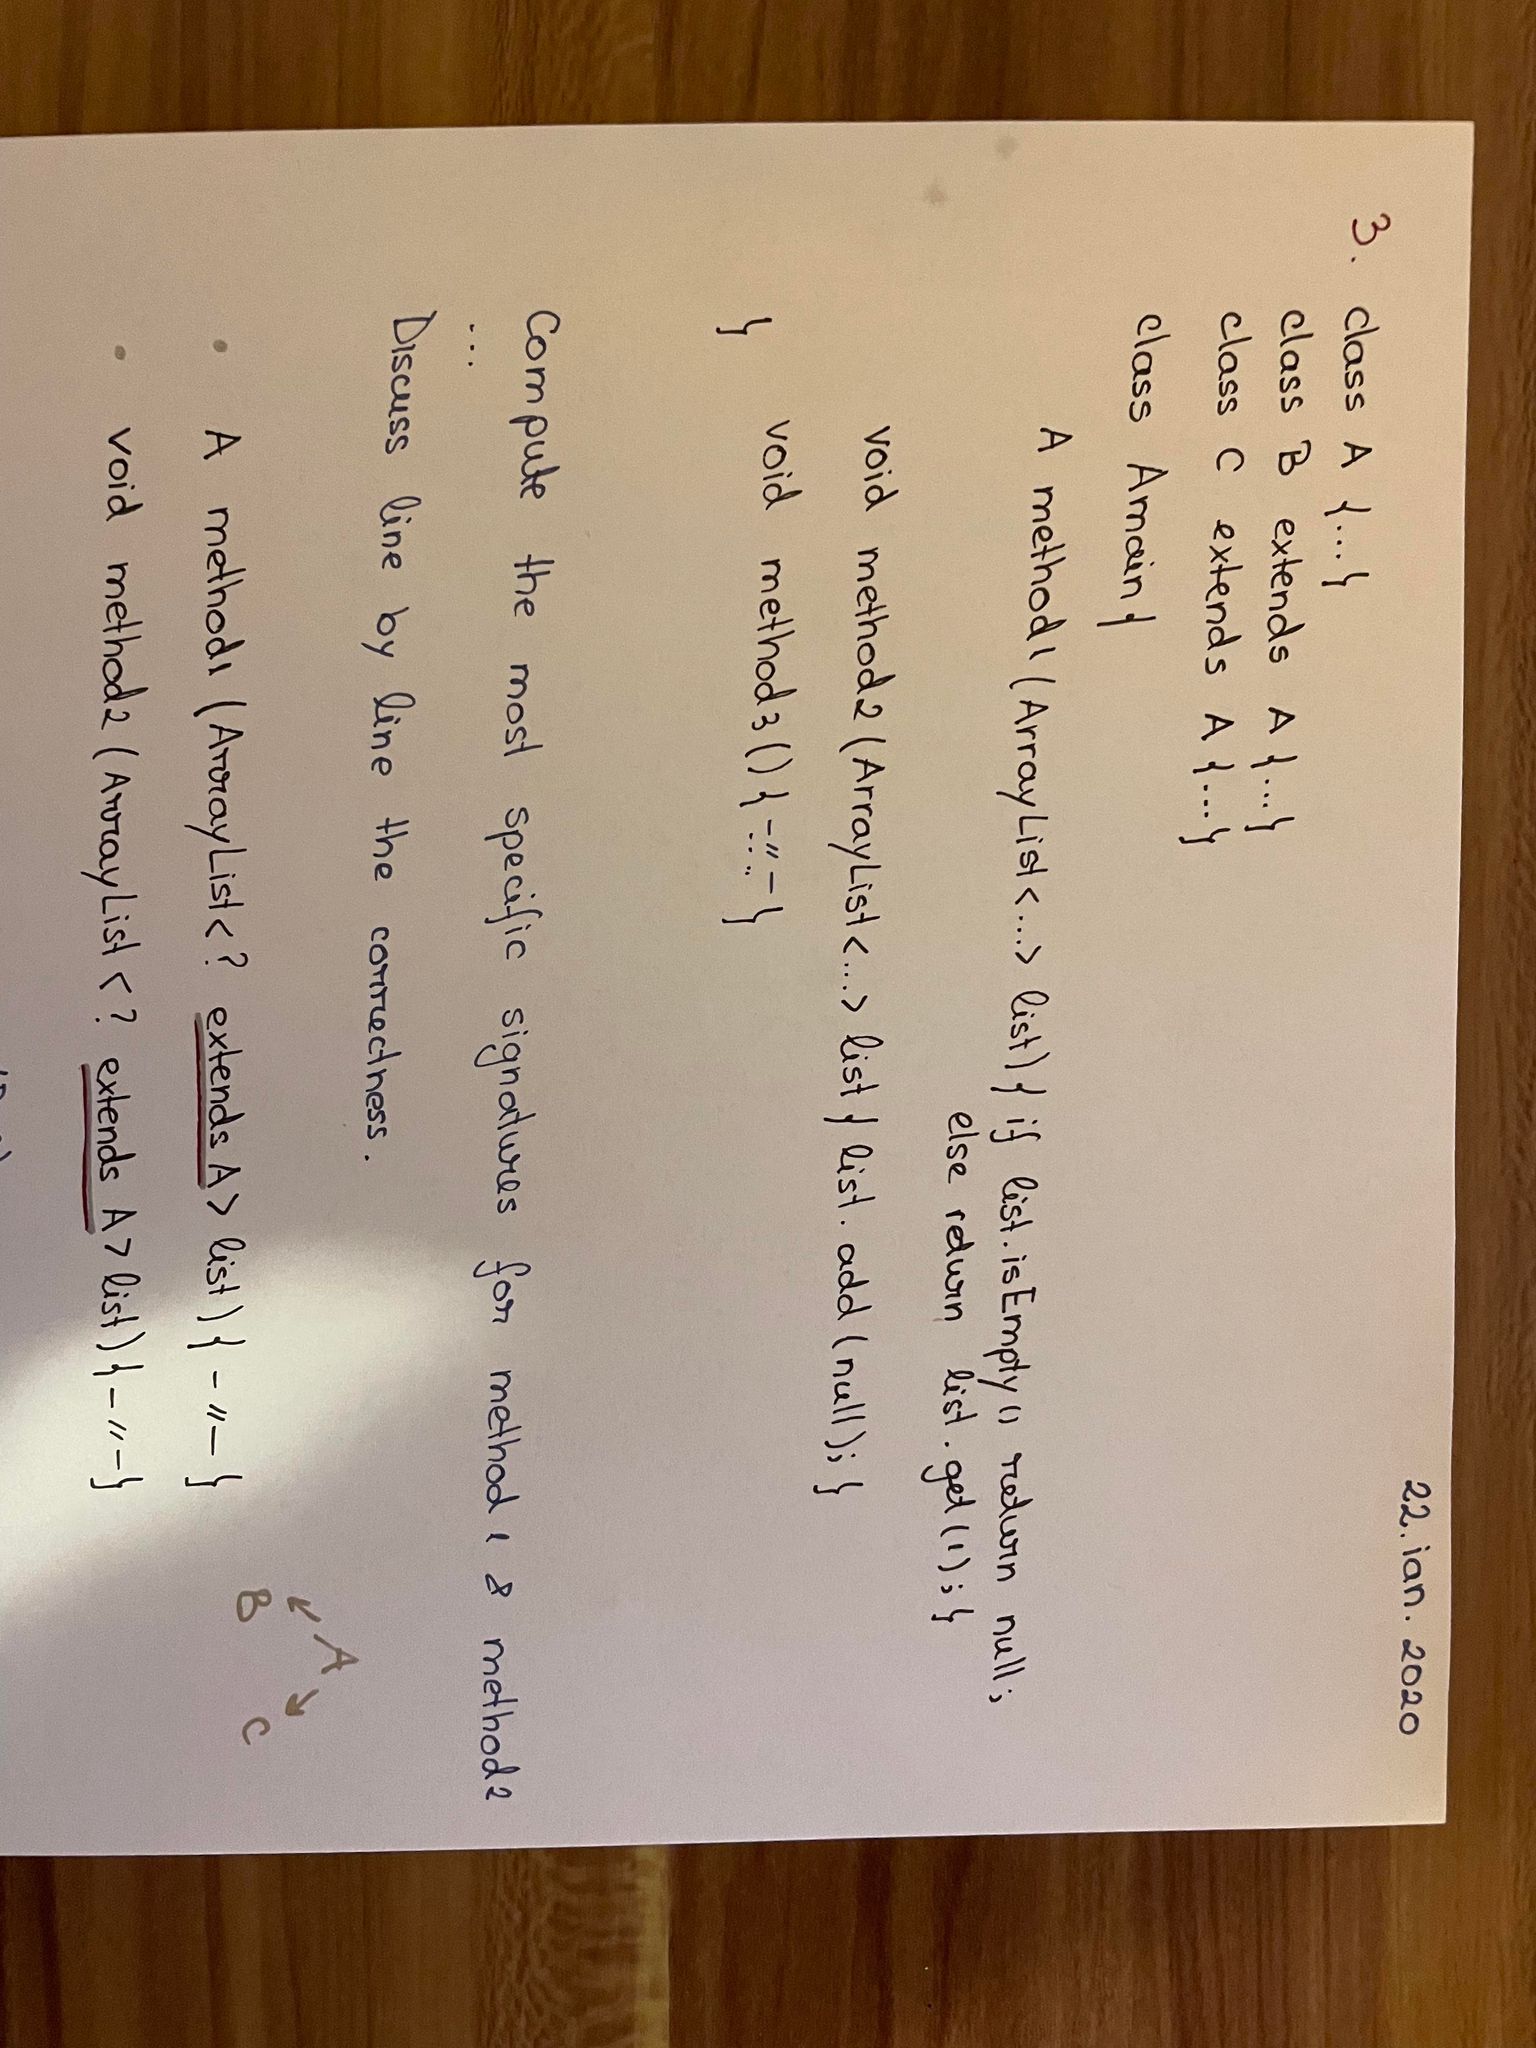 22. ian. 2020
3. class A {...}
class B extends A {...}
class C extends A {...}
class Amain {
A method1 (ArrayList<...> list) { if list.isEmpty() return null;
else return list.get(1); }
void method2 (ArrayList<...> list { list.add(null); }
void method3 () { -"- }
}
Compute the most specific signatures for method1 & method2
...
Discuss line by line the correctness.
A
B C
• A method1 (ArrayList<? extends A> list) { -"- }
• void method2 (ArrayList<? extends A> list) { -"- }